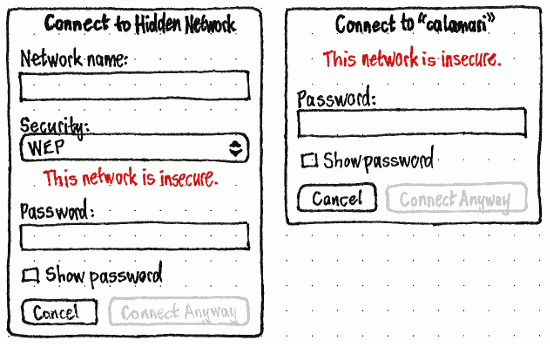 Connect to Hidden Network
Network name:
Security:
WEP
This network is insecure.
Password:
Show password
Cancel
Connect Anyway
Connect to "calamari"
This network is insecure.
Password:
Show password
Cancel
Connect Anyway